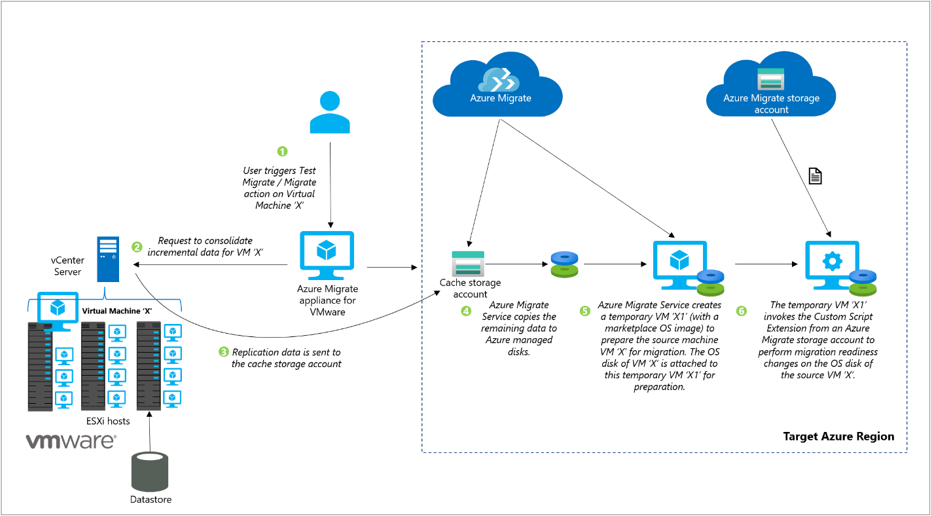 Azure Migrate
Azure Migrate storage
account
1
User triggers Test
Migrate / Migrate
action on Virtual
Machine 'X'
2
Request to consolidate
incremental data for VM 'X'
vCenter
Server
Azure Migrate
appliance for
VMware
Cache storage
account
Virtual Machine 'X'
3
Replication data is sent to
the cache storage account
4
Azure Migrate
Service copies the
remaining data to
Azure managed
disks.
5
Azure Migrate Service creates
a temporary VM 'X1' (with a
marketplace OS image) to
prepare the source machine
VM 'X' for migration. The OS
disk of VM 'X' is attached to
this temporary VM 'X1' for
preparation.
6
The temporary VM 'X1'
invokes the Custom Script
Extension from an Azure
Migrate storage account to
perform migration readiness
changes on the OS disk of
the source VM 'X'.
ESXi hosts
vmware®
Datastore
Target Azure Region